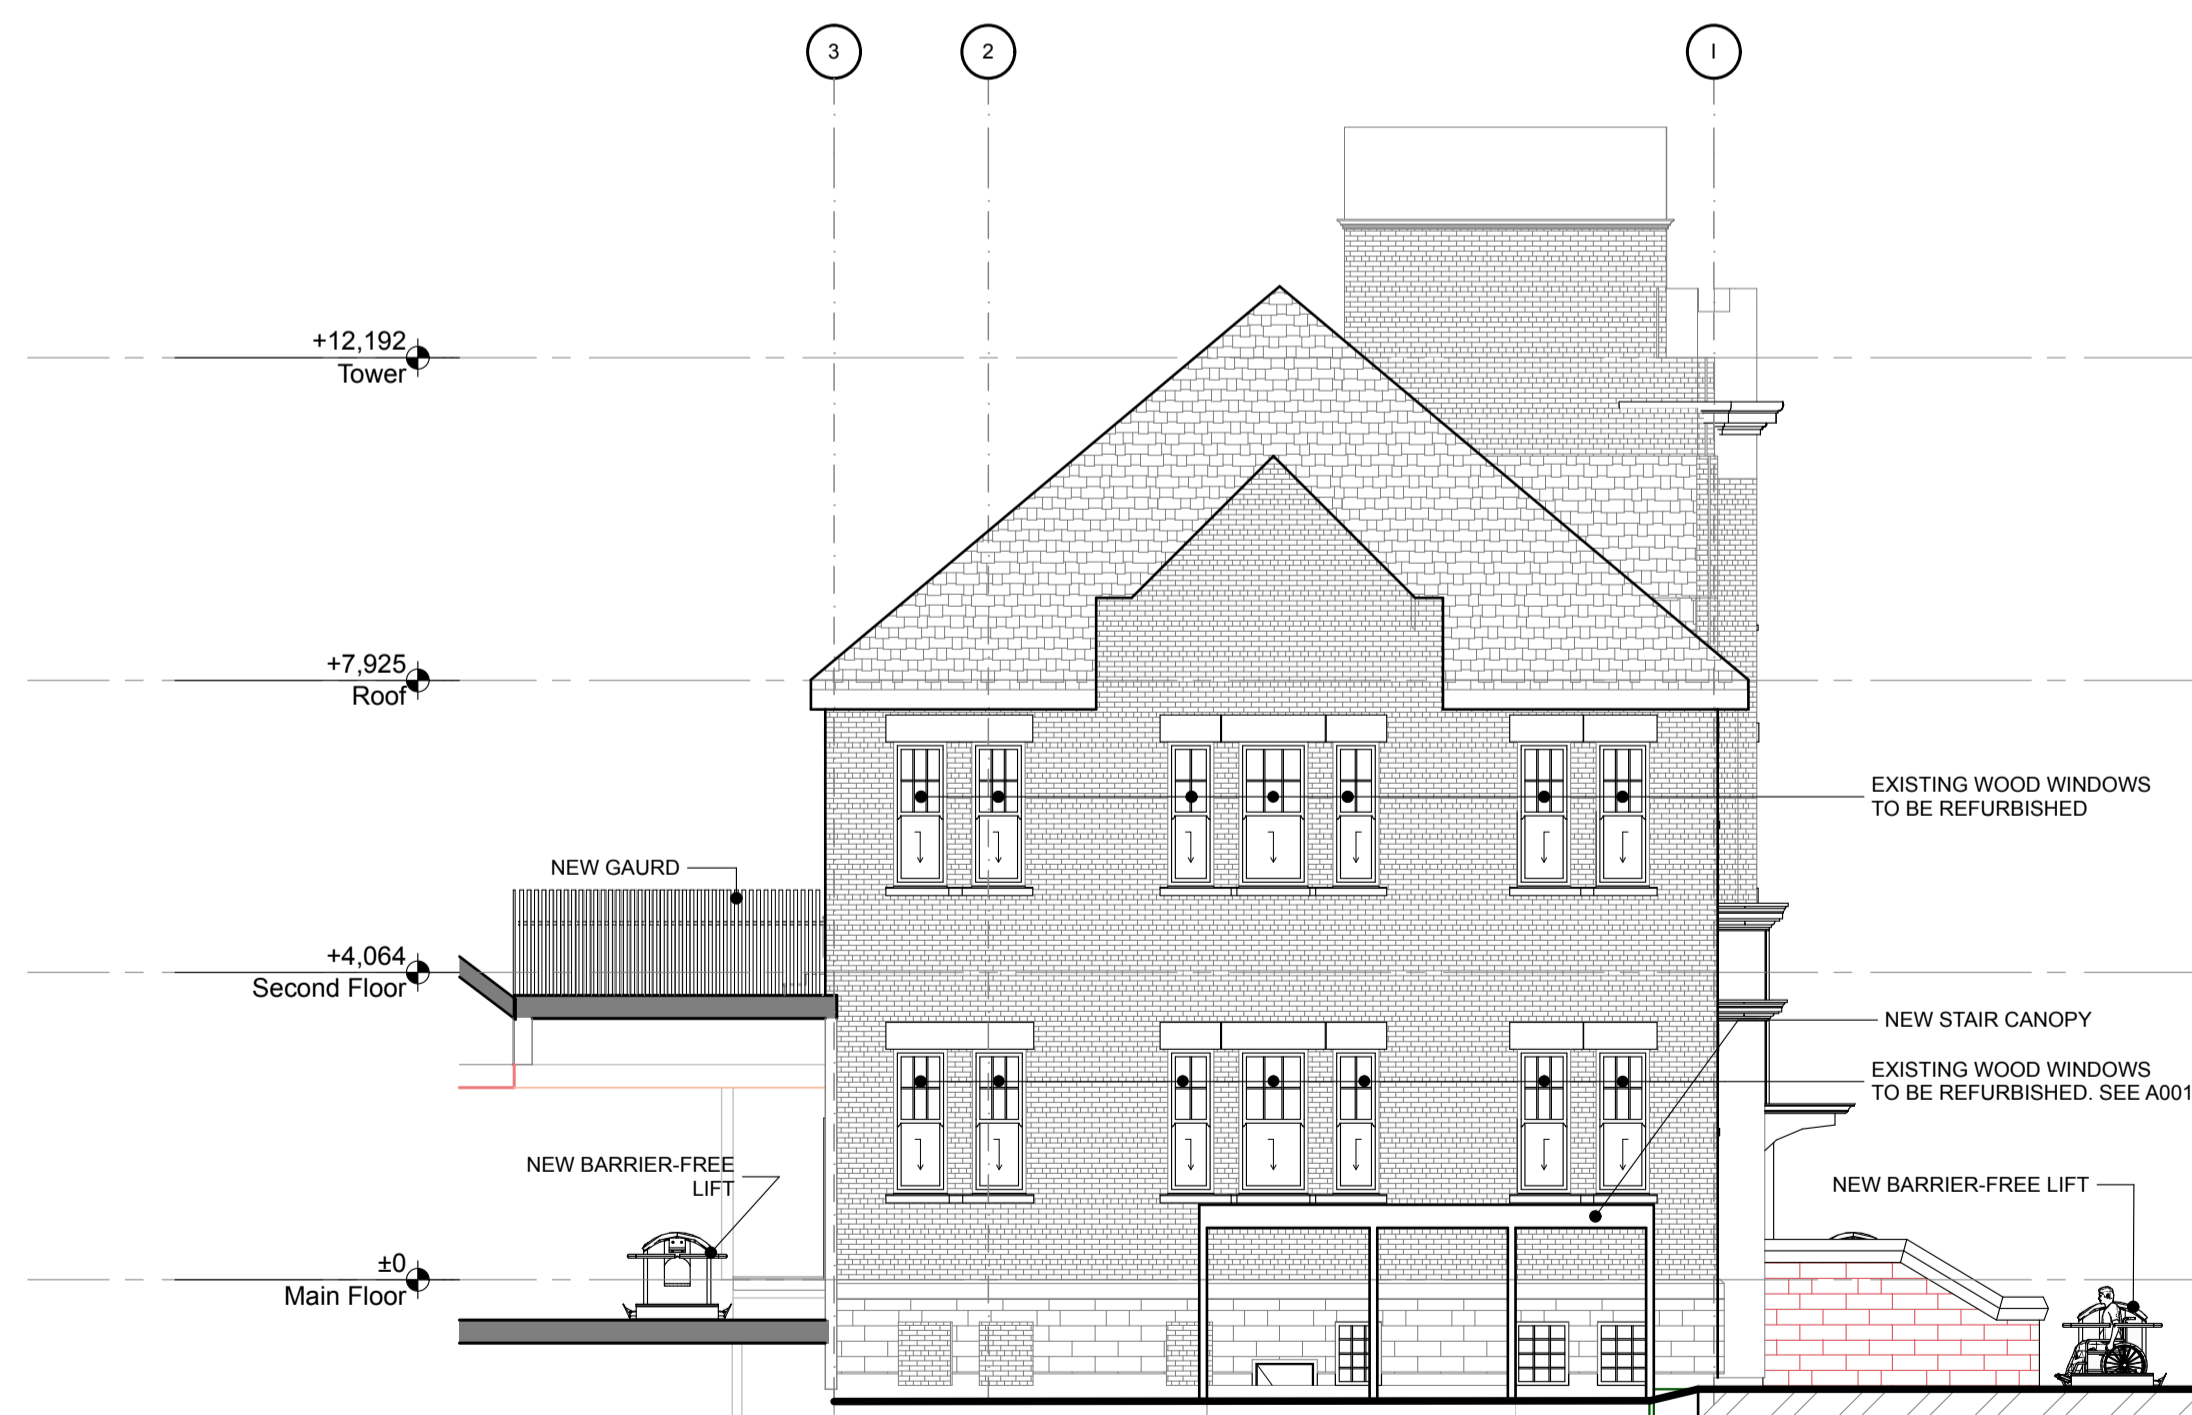 3
2
I
+12,192
Tower
+7,925
Roof
EXISTING WOOD WINDOWS
TO BE REFURBISHED
NEW GAURD
+4,064
Second Floor
NEW STAIR CANOPY
EXISTING WOOD WINDOWS
TO BE REFURBISHED. SEE A001
NEW BARRIER-FREE
LIFT
NEW BARRIER-FREE LIFT
±0
Main Floor